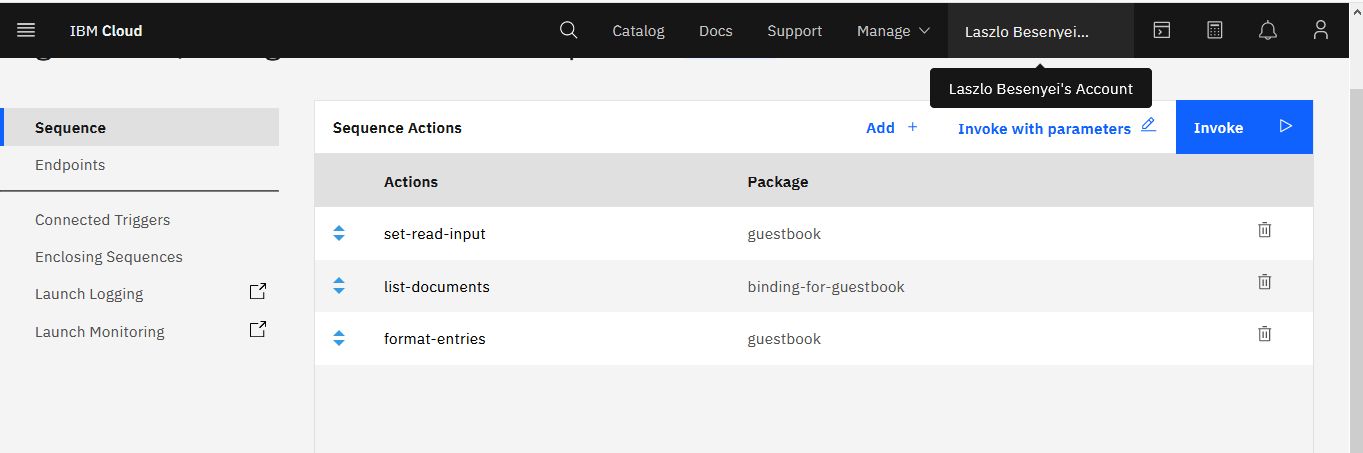 IBM Cloud
Catalog
Docs
Support
Manage
Laszlo Besenyei...
Laszlo Besenyei's Account
Sequence
Endpoints
Connected Triggers
Enclosing Sequences
Launch Logging
Launch Monitoring
Sequence Actions
Add +
Invoke with parameters
Invoke
Actions Package
set-read-input guestbook
list-documents binding-for-guestbook
format-entries guestbook